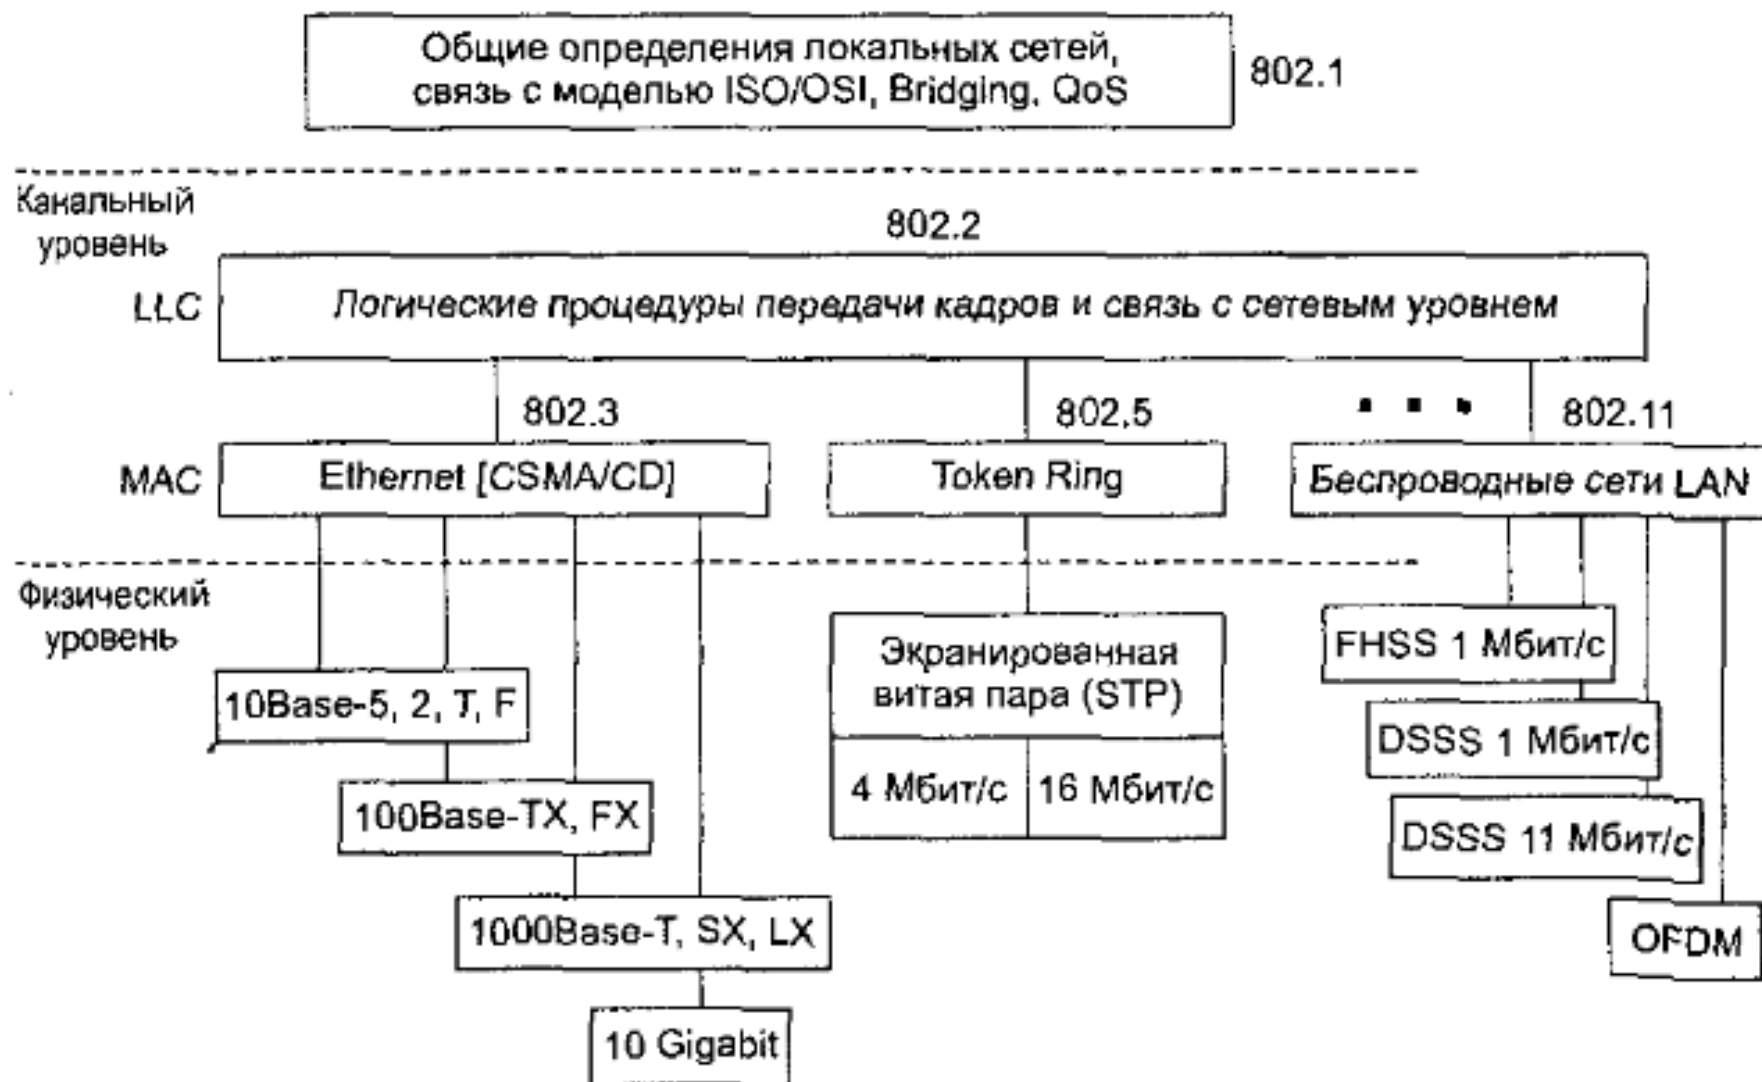 Общие определения локальных сетей,
связь с моделью ISO/OSI, Bridging, QoS
802.1
Канальный
уровень
802.2
LLC
Логические процедуры передачи кадров и связь с сетевым уровнем
802.3
802.5
802.11
MAC
Ethernet [CSMA/CD]
Token Ring
Беспроводные сети LAN
Физический
уровень
10Base-5, 2, T, F
100Base-TX, FX
1000Base-T, SX, LX
10 Gigabit
Экранированная
витая пара (STP)
4 Мбит/с
16 Мбит/с
FHSS 1 Мбит/с
DSSS 1 Мбит/с
DSSS 11 Мбит/с
OFDM